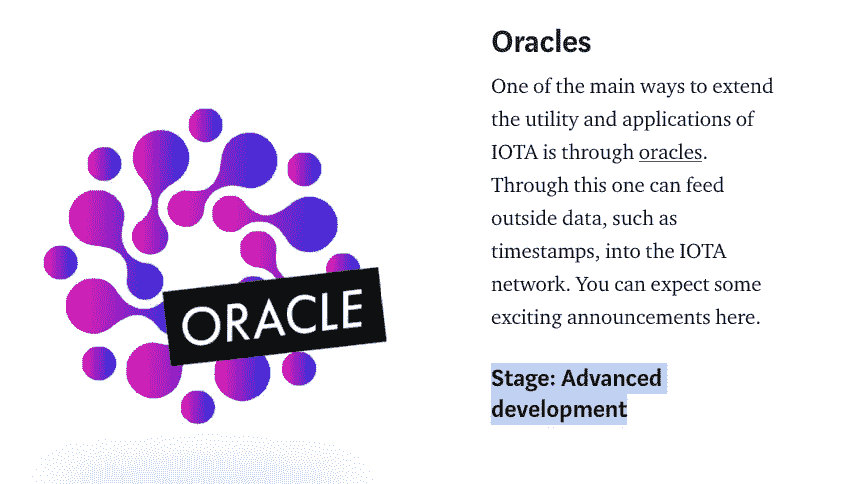 Oracles
One of the main ways to extend
the utility and applications of
IOTA is through oracles.
Through this one can feed
outside data, such as
timestamps, into the IOTA
network. You can expect some
exciting announcements here.
ORACLE
Stage: Advanced
development